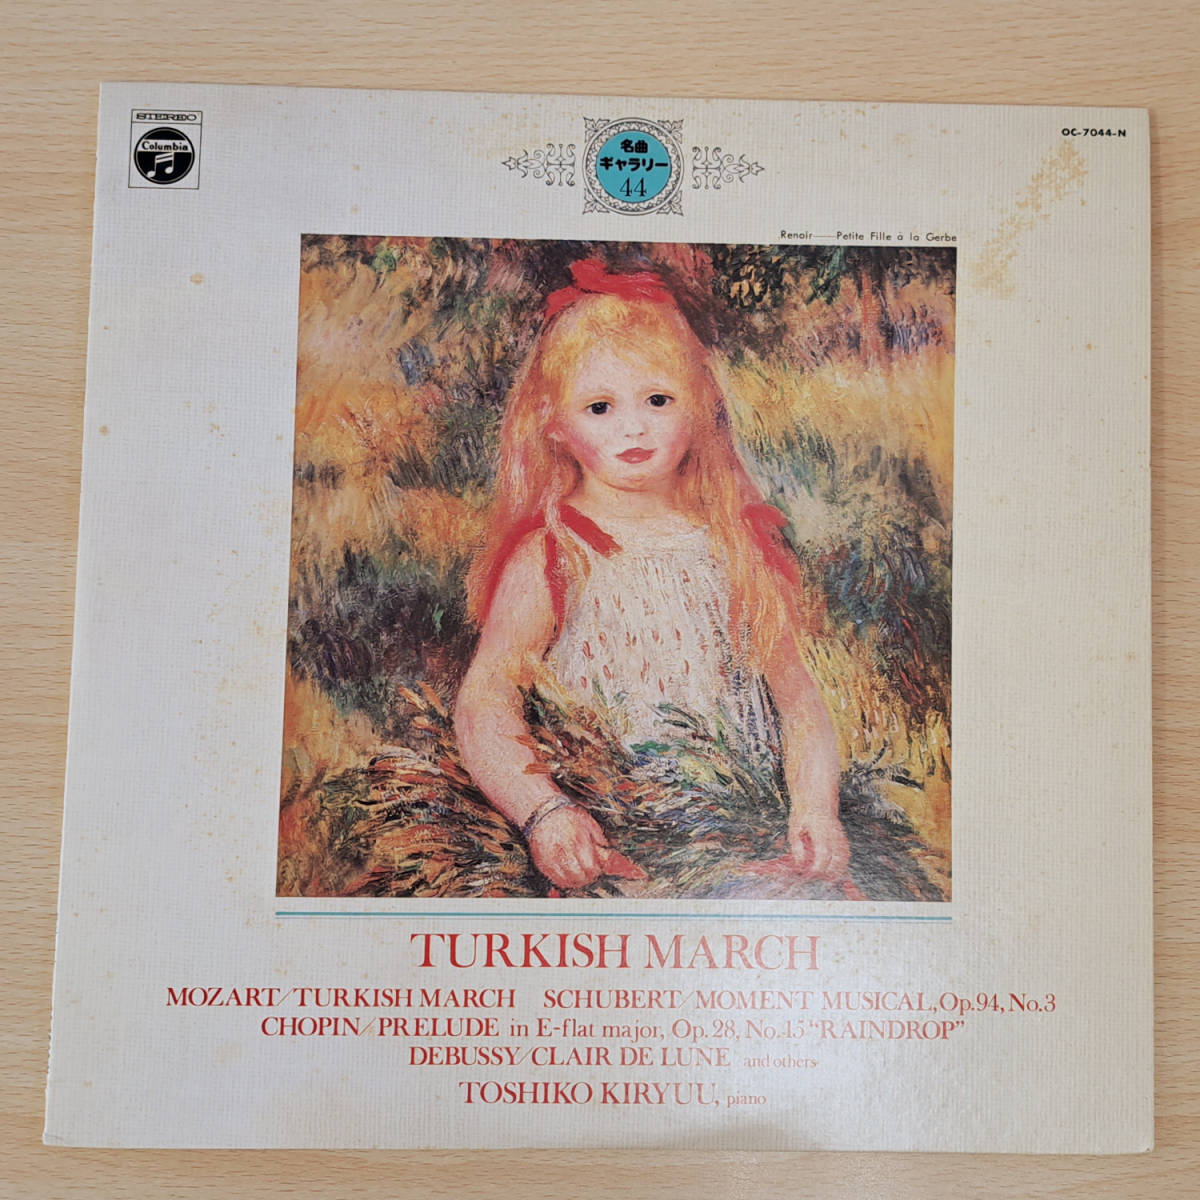 STEREO
Columbia
名曲
ギャラリー
44
OC-7044-N
Renoir—Petite Fille à la Gerbe
TURKISH MARCH
MOZART/TURKISH MARCH SCHUBERT/MOMENT MUSICAL, Op.94, No.3
CHOPIN/PRELUDE in E-flat major, Op.28, No.15 “RAINDROP”
DEBUSSY/CLAIR DE LUNE and others
TOSHIKO KIRYUU, piano